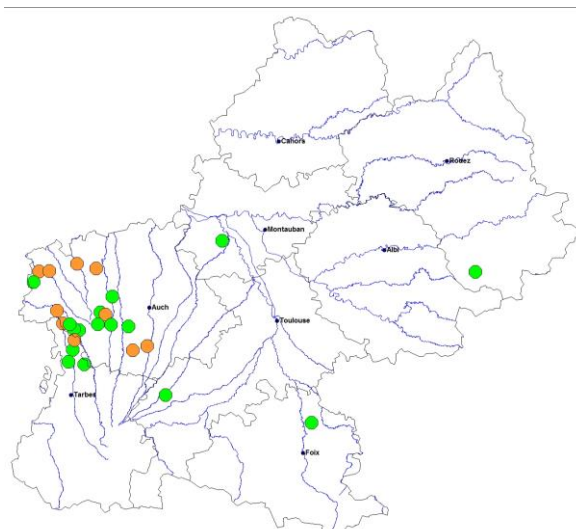 Cahors
Rodez
Montauban
Albi
Auch
Toulouse
Tarbes
Foix